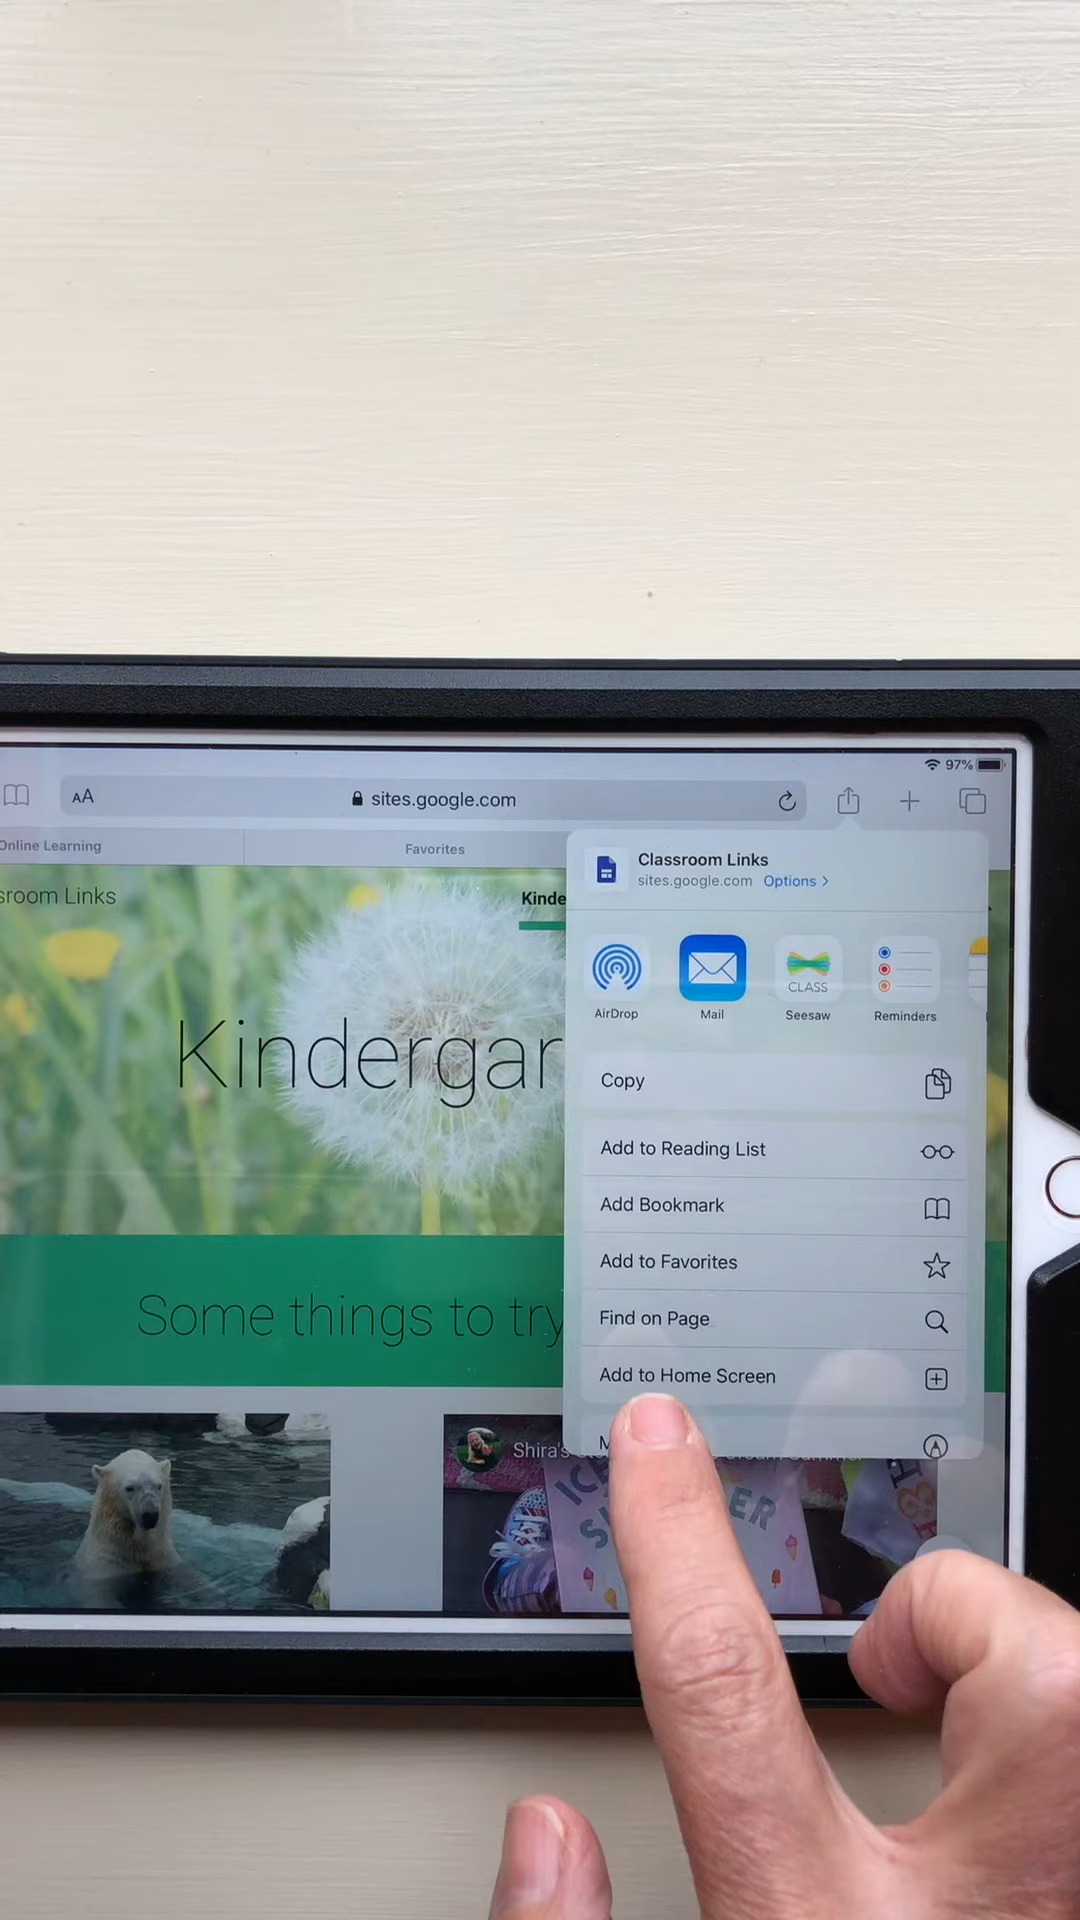 97%
AA
sites.google.com
Online Learning
Favorites
Classroom Links
sites.google.com Options >
sroom Links
Kinde
CLASS
AirDrop
Mail
Seesaw
Reminders
Kindergar
Copy
Add to Reading List
Add Bookmark
Add to Favorites
Find on Page
Some things to try
Add to Home Screen
M
Shira's